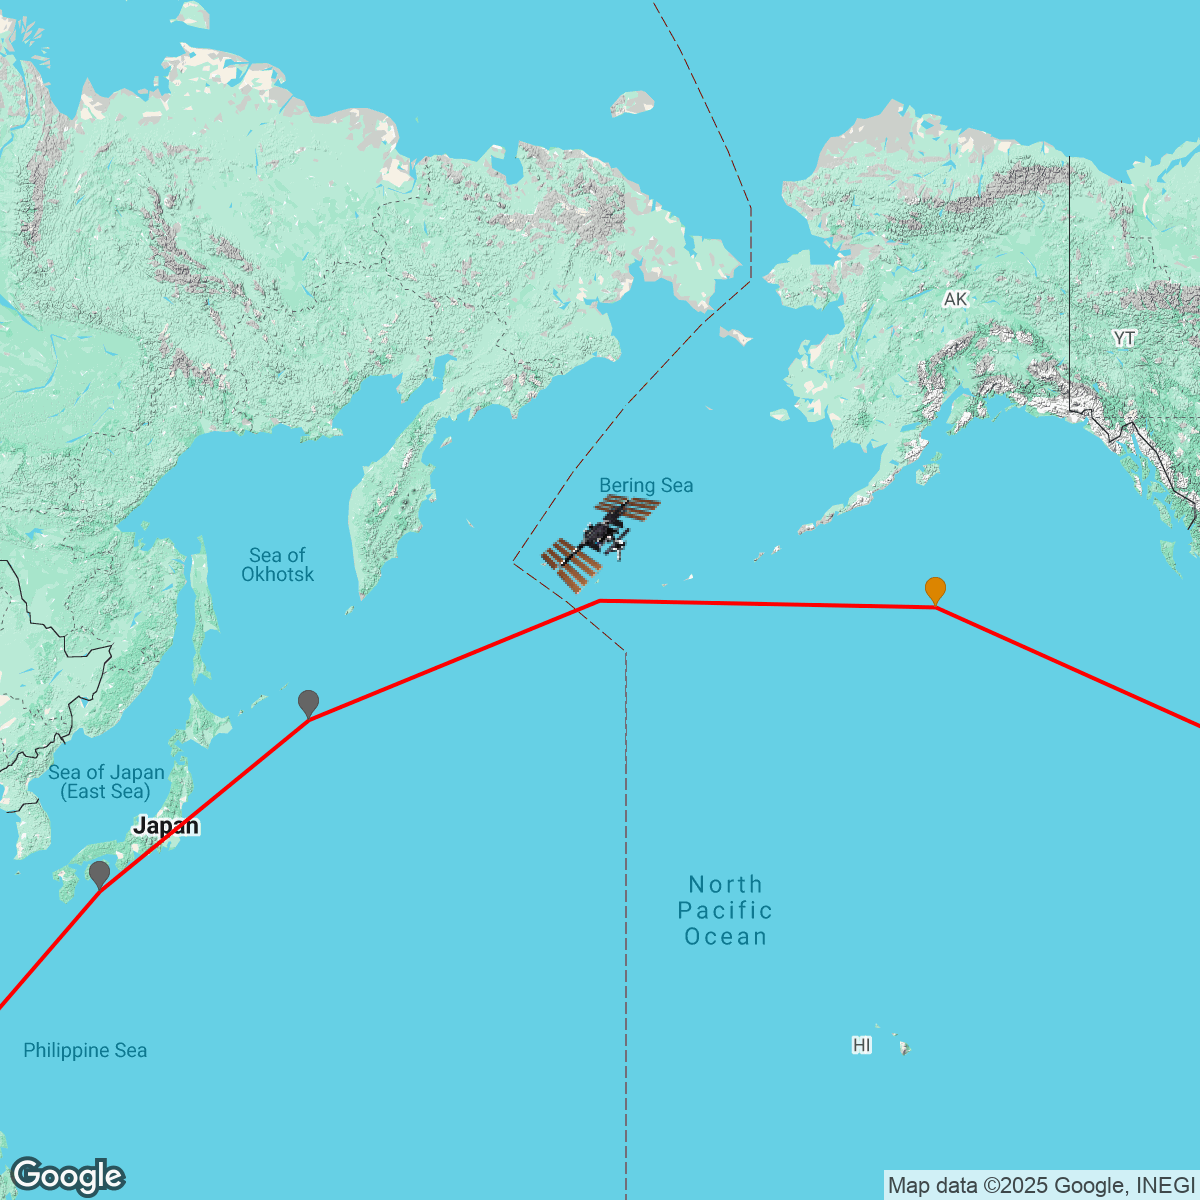 AK
YT
Bering Sea
Sea of
Okhotsk
Sea of Japan
(East Sea)
Japan
North
Pacific
Ocean
HI
Philippine Sea
Google
Map data ©2025 Google, INEGI